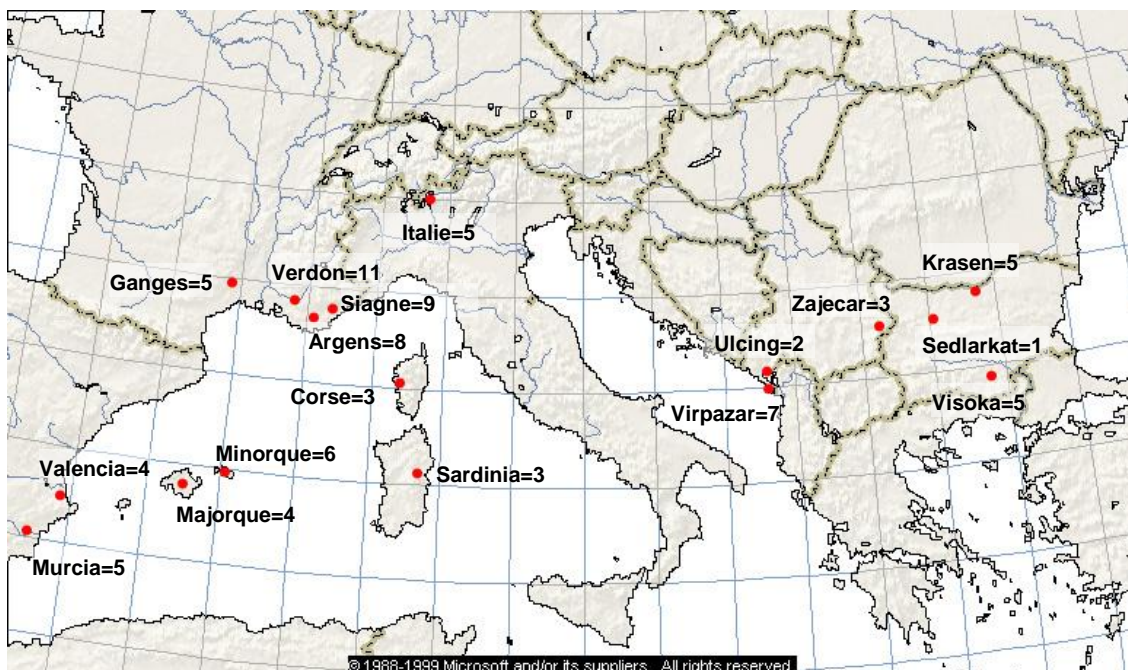 Italie=5
Verdon=11
Krasen=5
Ganges=5
Siagne=9
Zajecar=3
Argens=8
Ulcing=2
Sedlarkat=1
Corse=3
Visoka=5
Virpazar=7
Minorque=6
Valencia=4
Sardinia=3
Majorque=4
Murcia=5
© 1988-1999 Microsoft and/or its suppliers. All rights reserved